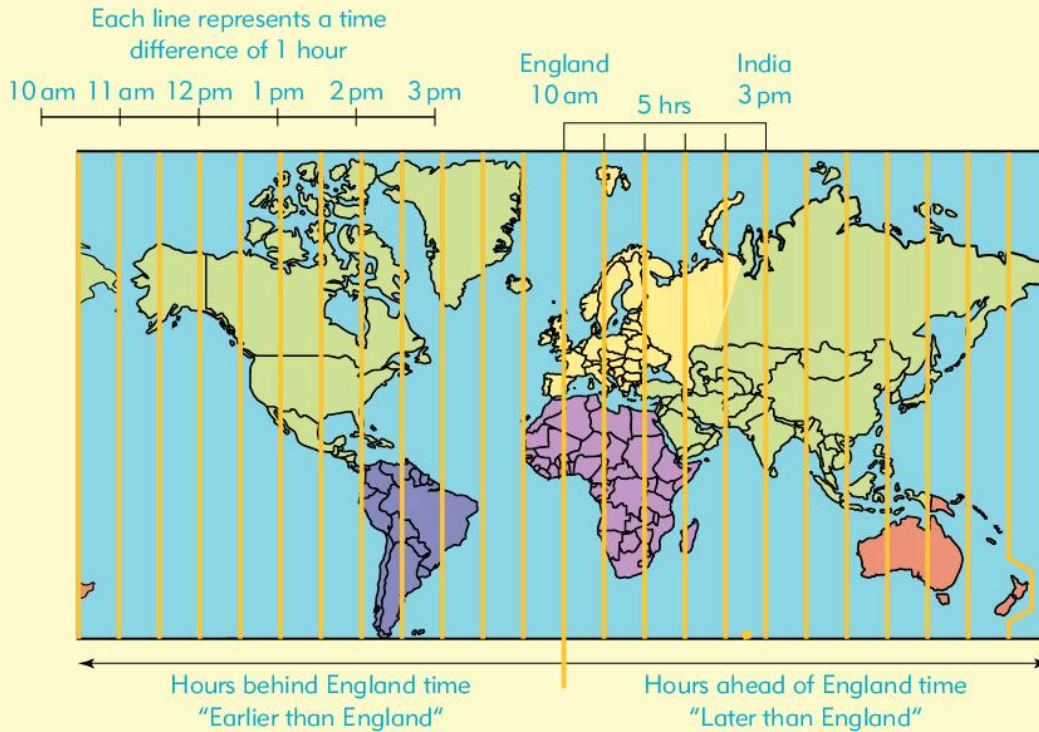 Each line represents a time
difference of 1 hour
10 am 11 am 12 pm 1 pm 2 pm 3 pm
England
10 am
5 hrs
India
3 pm
Hours behind England time
“Earlier than England“
Hours ahead of England time
“Later than England“